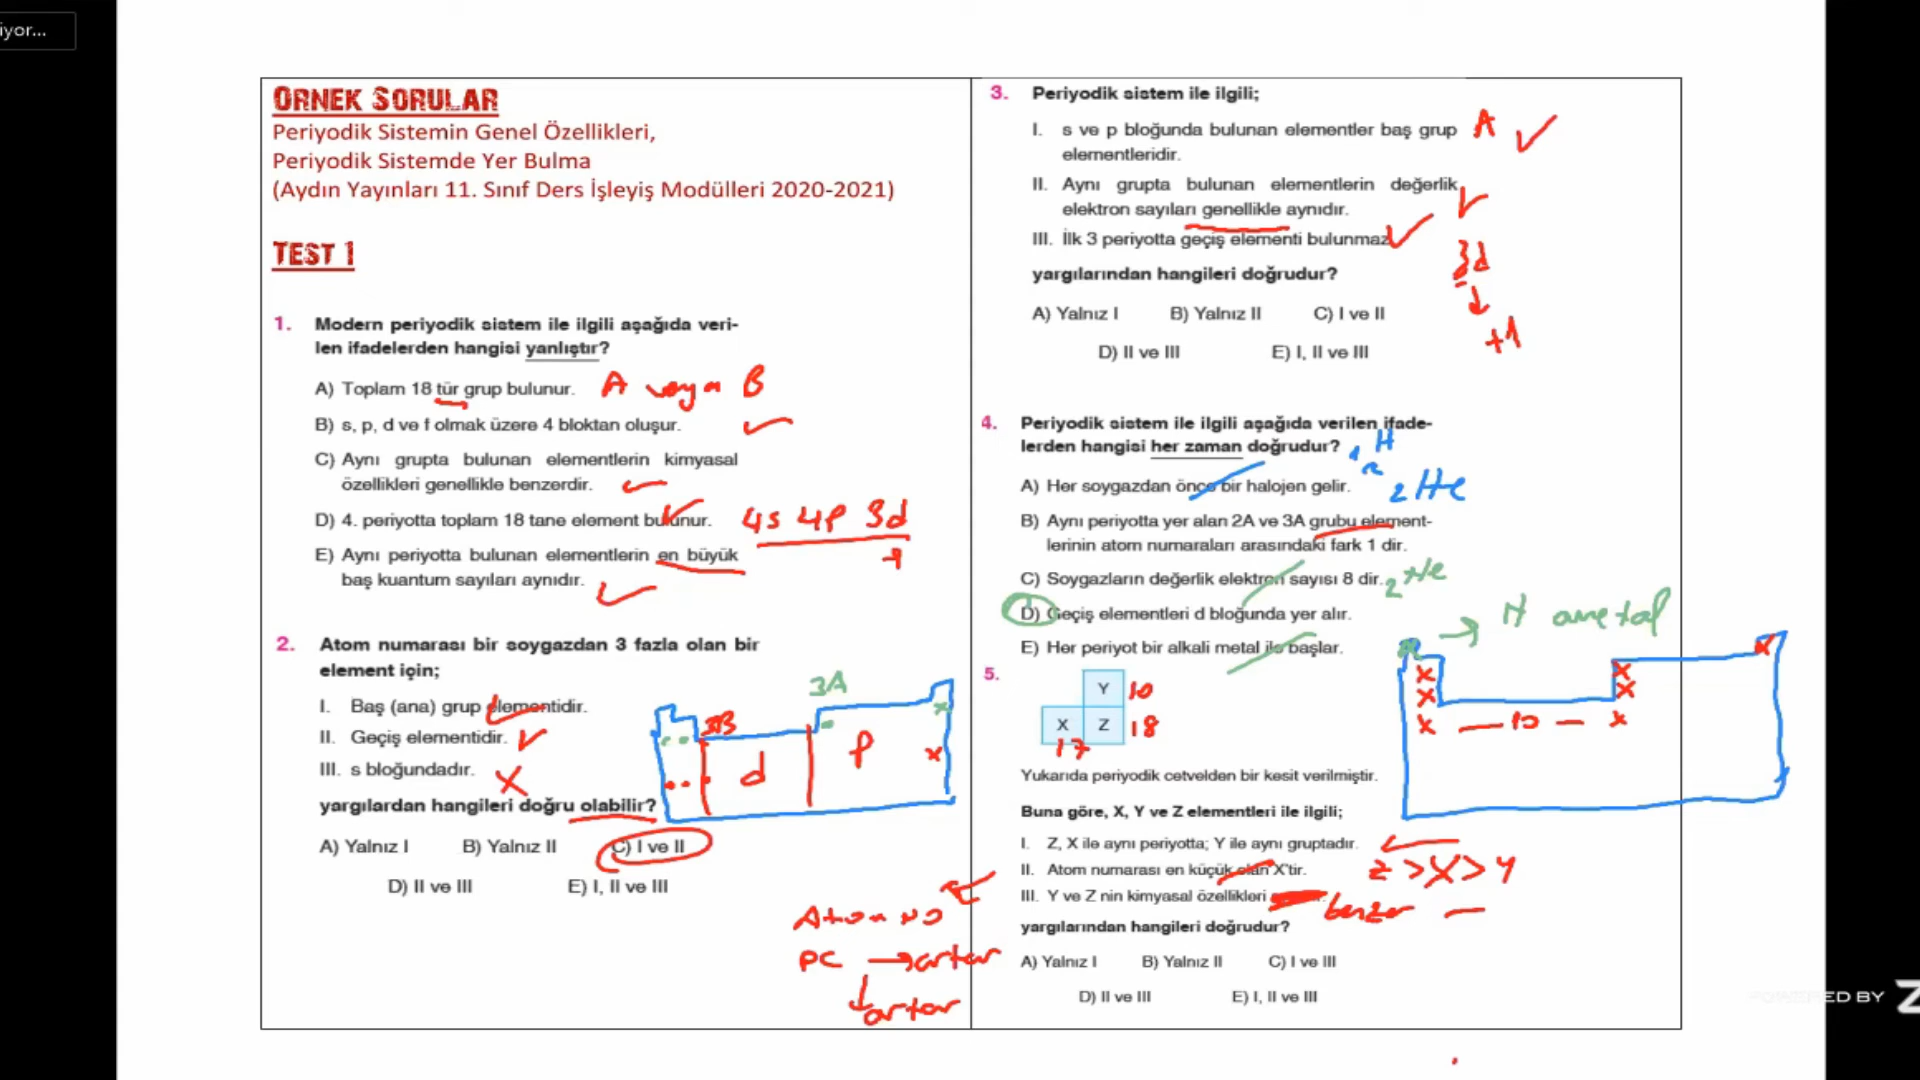 iyor...
ÖRNEK SORULAR
Periyodik Sistemin Genel Özellikleri,
Periyodik Sistemde Yer Bulma
(Aydın Yayınları 11. Sınıf Ders İşleyiş Modülleri 2020-2021)
TEST 1
1. Modern periyodik sistem ile ilgili aşağıda veri-
len ifadelerden hangisi yanlıştır?
A) Toplam 18 tür grup bulunur. A veya B
B) s, p, d ve f olmak üzere 4 bloktan oluşur.
C) Aynı grupta bulunan elementlerin kimyasal
özellikleri genellikle benzerdir.
D) 4. periyotta toplam 18 tane element bulunur. 4s 4p 3d
E) Aynı periyotta bulunan elementlerin en büyük
baş kuantum sayıları aynıdır.
2. Atom numarası bir soygazdan 3 fazla olan bir
element için;
I. Baş (ana) grup elementidir.
II. Geçiş elementidir.
III. s bloğundadır. X
yargılardan hangileri doğru olabilir?
A) Yalnız I B) Yalnız II C) I ve II
D) II ve III E) I, II ve III
3A
3B
d p x
Atom no
PC → artar
artar
3. Periyodik sistem ile ilgili;
I. s ve p bloğunda bulunan elementler baş grup A
elementleridir.
II. Aynı grupta bulunan elementlerin değerlik
elektron sayıları genellikle aynıdır.
III. İlk 3 periyotta geçiş elementi bulunmaz.
3d
+1
yargılarından hangileri doğrudur?
A) Yalnız I B) Yalnız II C) I ve II
D) II ve III E) I, II ve III
4. Periyodik sistem ile ilgili aşağıda verilen ifade-
lerden hangisi her zaman doğrudur? 1H
A) Her soygazdan önce bir halojen gelir. 2He
B) Aynı periyotta yer alan 2A ve 3A grubu element-
lerinin atom numaraları arasındaki fark 1 dir.
C) Soygazların değerlik elektron sayısı 8 dir. 2He
D) Geçiş elementleri d bloğunda yer alır.
E) Her periyot bir alkali metal ile başlar.
H ametal
x x x
x x
x 10 x
5.
Y 10
X Z 18
17
Yukarıda periyodik cetvelden bir kesit verilmiştir.
Buna göre, X, Y ve Z elementleri ile ilgili;
I. Z, X ile aynı periyotta; Y ile aynı gruptadır.
II. Atom numarası en küçük olan X'tir. Z > X > Y
III. Y ve Z nin kimyasal özellikleri benzer
yargılarından hangileri doğrudur?
A) Yalnız I B) Yalnız II C) I ve III
D) II ve III E) I, II ve III
POWERED BY